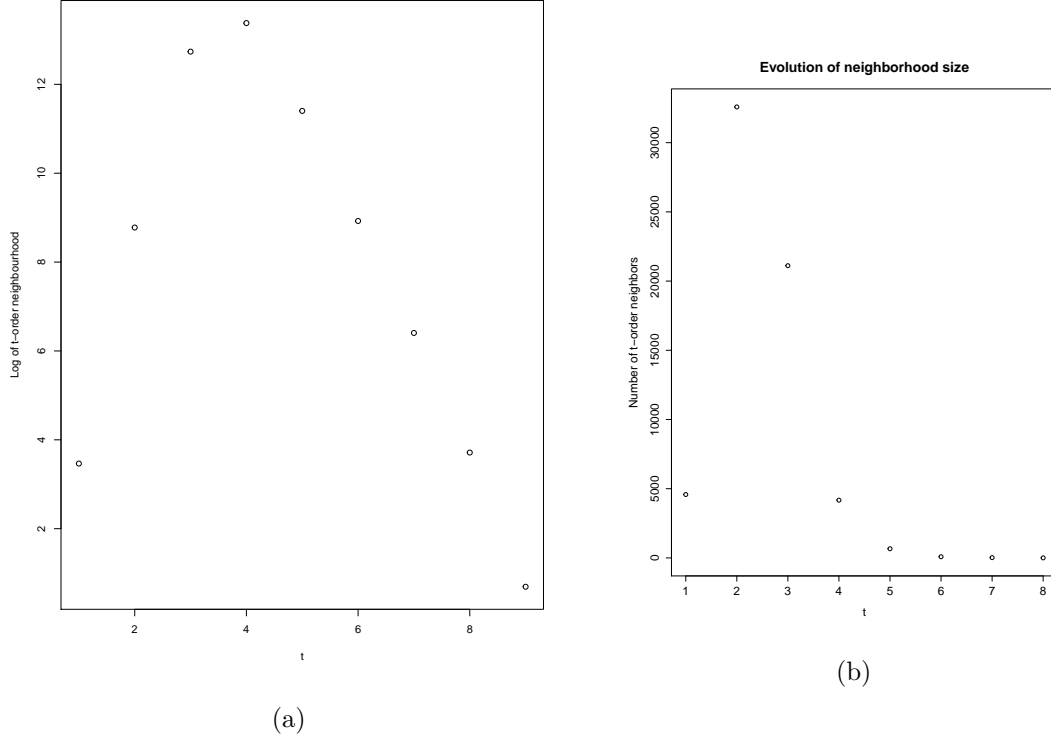 Log of t−order neighbourhood
12
10
8
6
4
2
2 4 6 8
t
(a)
Evolution of neighborhood size
Number of t−order neighbors
30000
25000
20000
15000
10000
5000
0
1 2 3 4 5 6 7 8
t
(b)